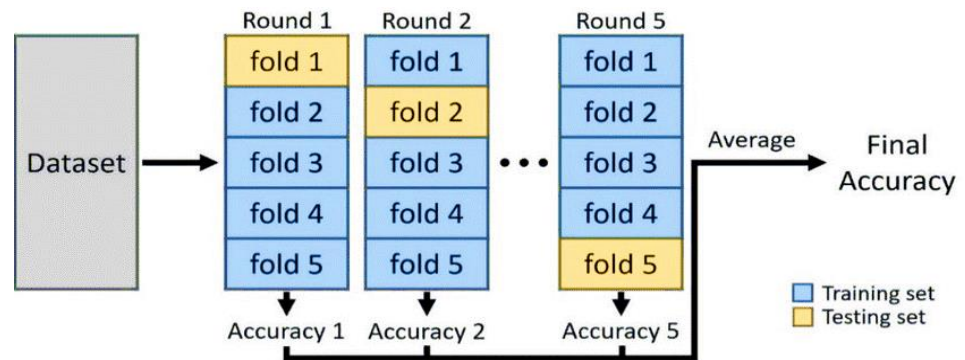 Round 1
Round 2
Round 5
Dataset
fold 1
fold 2
fold 3
fold 4
fold 5
fold 1
fold 2
fold 3
fold 4
fold 5
...
fold 1
fold 2
fold 3
fold 4
fold 5
Accuracy 1
Accuracy 2
Accuracy 5
Average
Final
Accuracy
Training set
Testing set